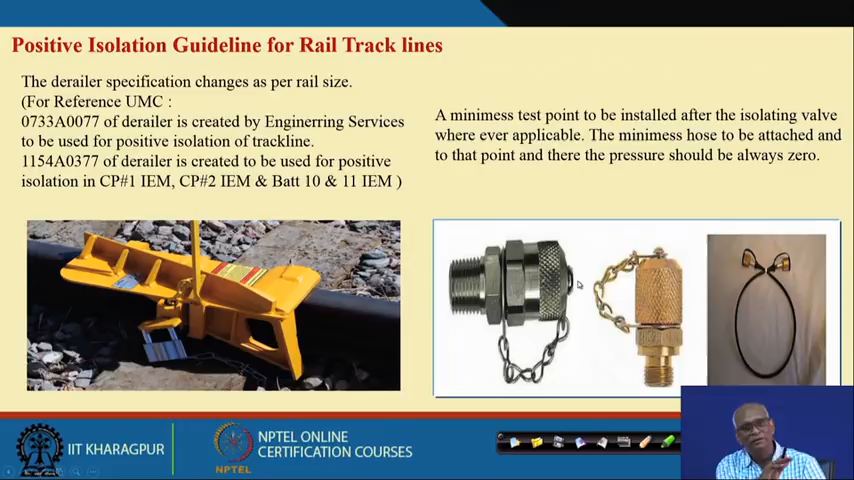 Positive Isolation Guideline for Rail Track lines
The derailer specification changes as per rail size.
(For Reference UMC :
0733A0077 of derailer is created by Enginerring Services
to be used for positive isolation of trackline.
1154A0377 of derailer is created to be used for positive
isolation in CP#1 IEM, CP#2 IEM & Batt 10 & 11 IEM )
A minimess test point to be installed after the isolating valve
where ever applicable. The minimess hose to be attached and
to that point and there the pressure should be always zero.
IIT KHARAGPUR
NPTEL
NPTEL ONLINE
CERTIFICATION COURSES